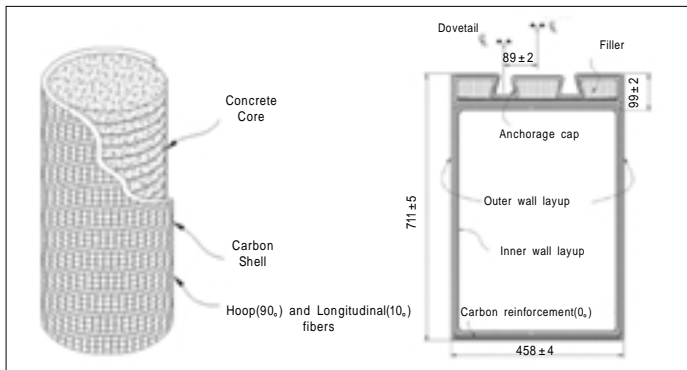 Concrete
Core
Carbon
Shell
Hoop(90°) and Longitudinal(10°)
fibers
Dovetail
℄
℄
89±2
Filler
99±2
Anchorage cap
711±5
Outer wall layup
Inner wall layup
Carbon reinforcement(0°)
458±4